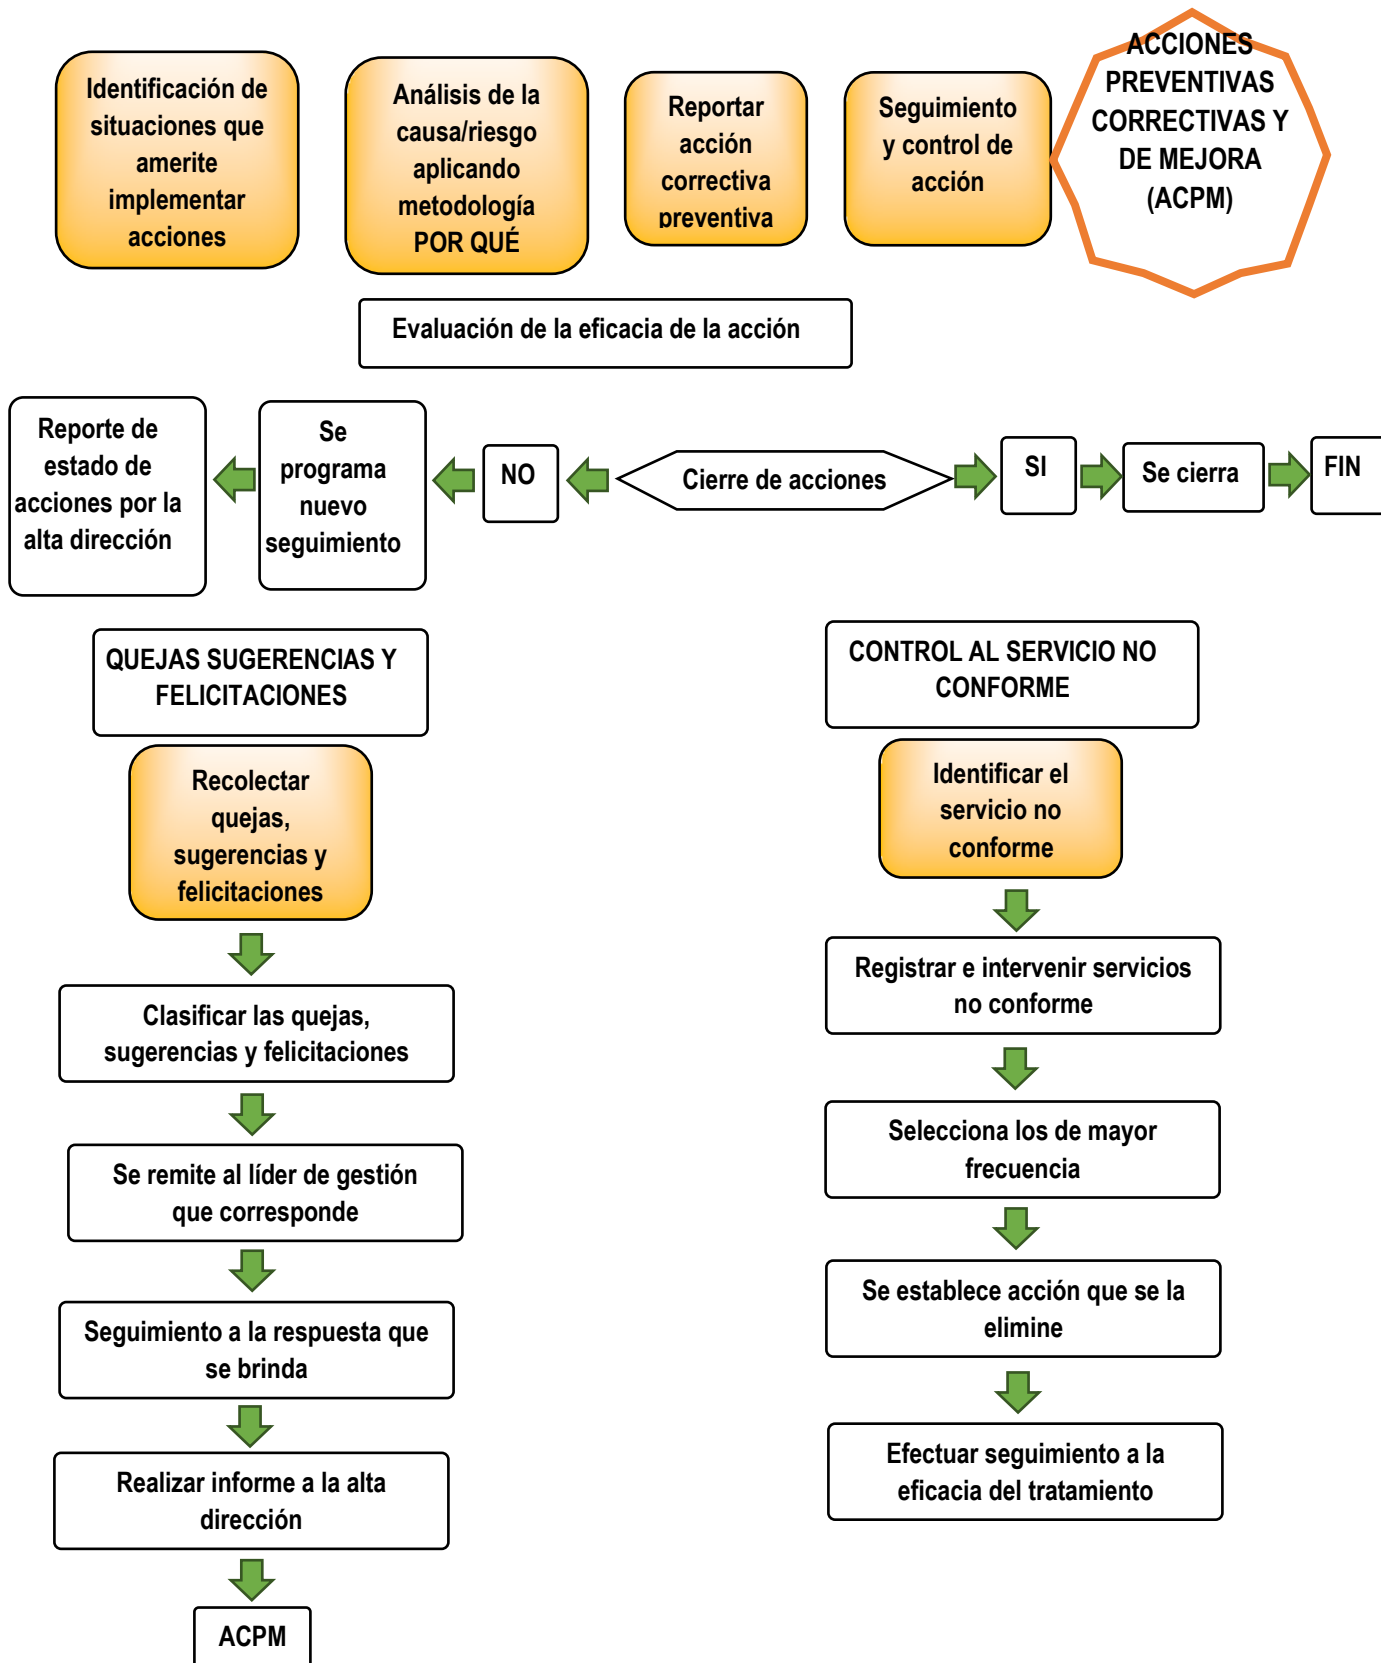 Identificación de
situaciones que
amerite
implementar
acciones
Análisis de la
causa/riesgo
aplicando
metodología
POR QUÉ
Reportar
acción
correctiva
preventiva
Seguimiento
y control de
acción
ACCIONES
PREVENTIVAS
CORRECTIVAS Y
DE MEJORA
(ACPM)
Evaluación de la eficacia de la acción
Reporte de
estado de
acciones por la
alta dirección
Se
programa
nuevo
seguimiento
NO
Cierre de acciones
SI
Se cierra
FIN
QUEJAS SUGERENCIAS Y
FELICITACIONES
Recolectar
quejas,
sugerencias y
felicitaciones
Clasificar las quejas,
sugerencias y felicitaciones
Se remite al líder de gestión
que corresponde
Seguimiento a la respuesta que
se brinda
Realizar informe a la alta
dirección
ACPM
CONTROL AL SERVICIO NO
CONFORME
Identificar el
servicio no
conforme
Registrar e intervenir servicios
no conforme
Selecciona los de mayor
frecuencia
Se establece acción que se la
elimine
Efectuar seguimiento a la
eficacia del tratamiento